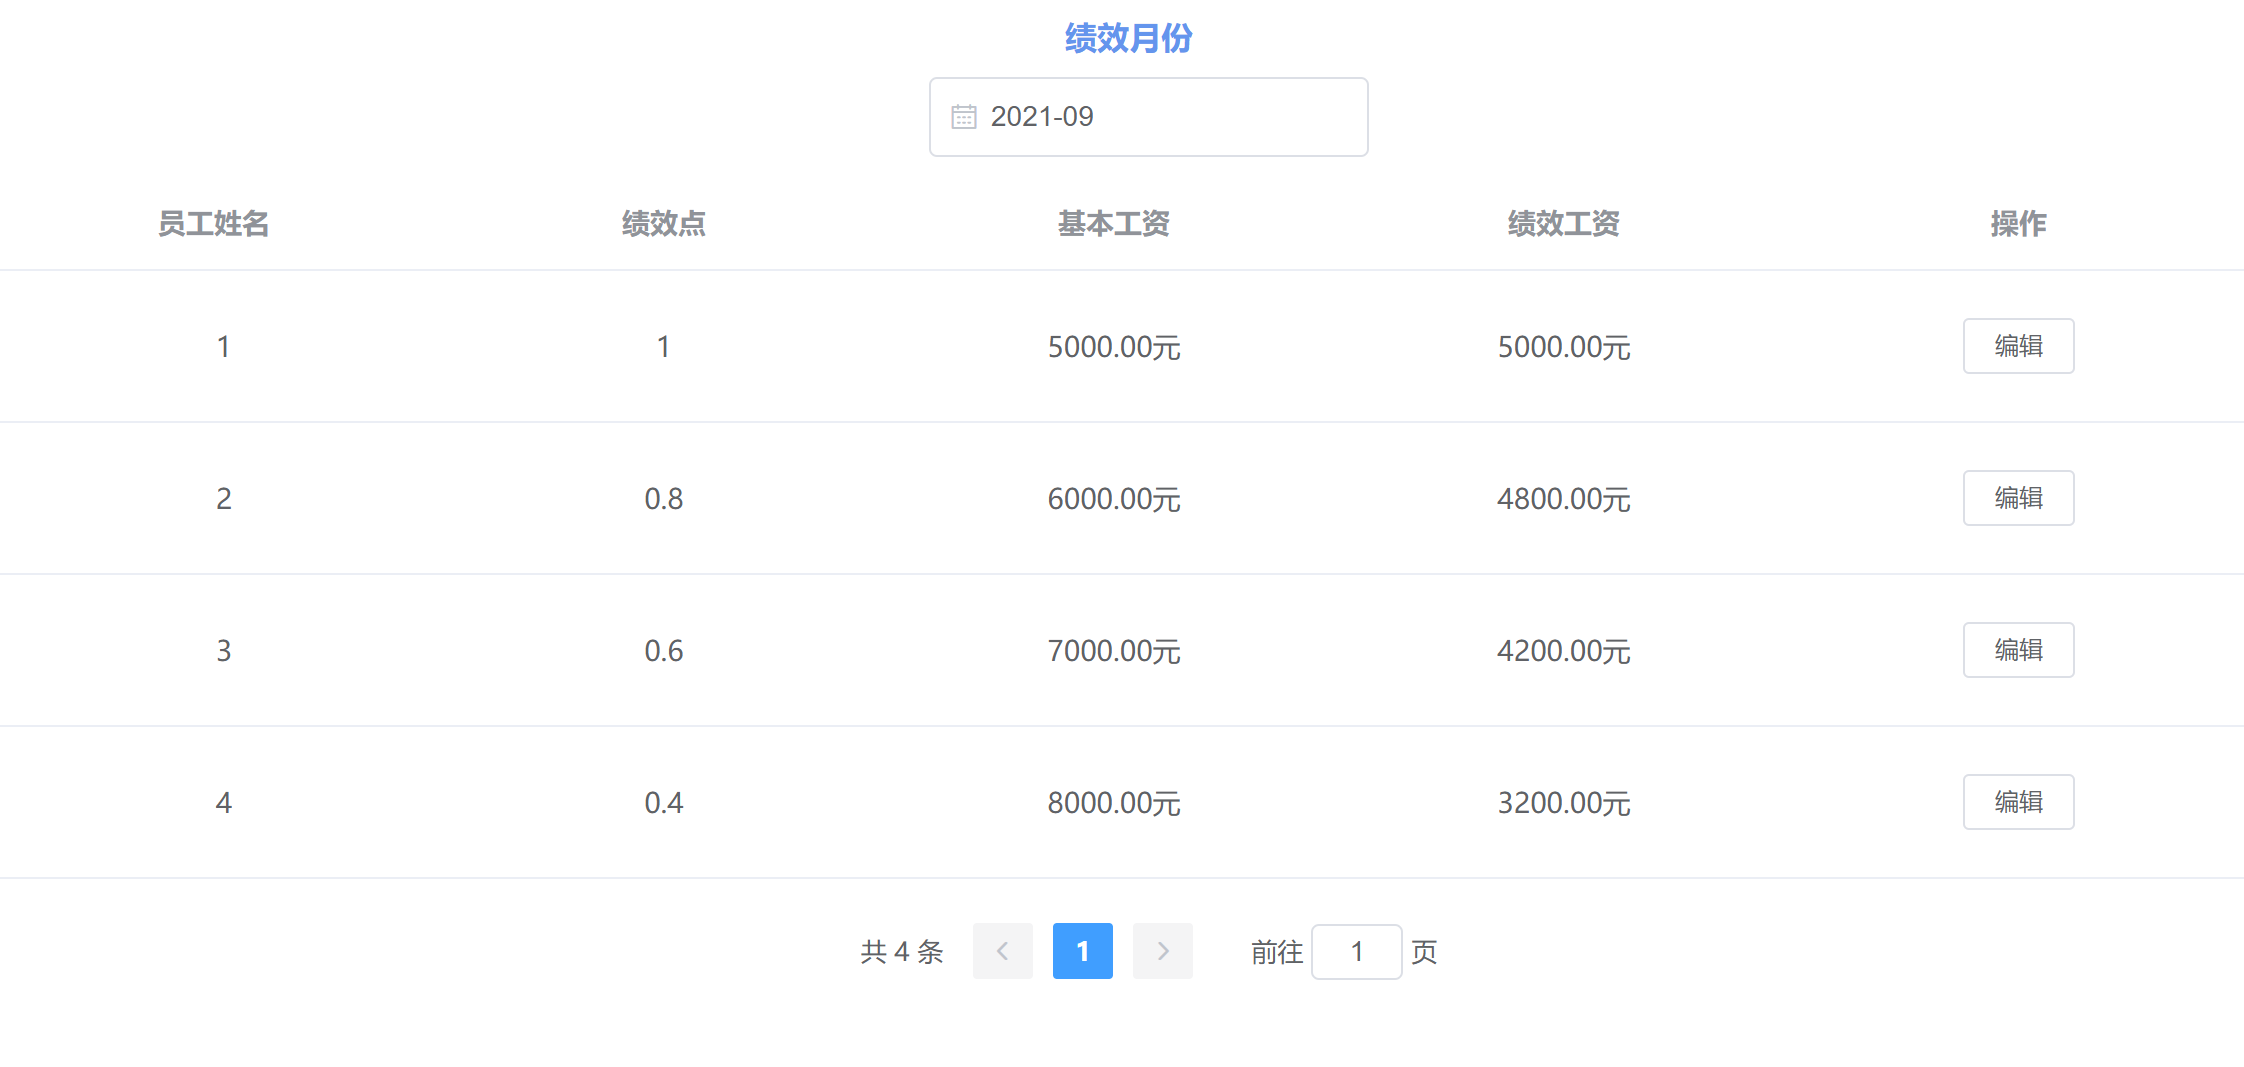 绩效月份
2021-09
员工姓名 绩效点 基本工资 绩效工资 操作
1 1 5000.00元 5000.00元 编辑
2 0.8 6000.00元 4800.00元 编辑
3 0.6 7000.00元 4200.00元 编辑
4 0.4 8000.00元 3200.00元 编辑
共 4 条 1 前往 1 页